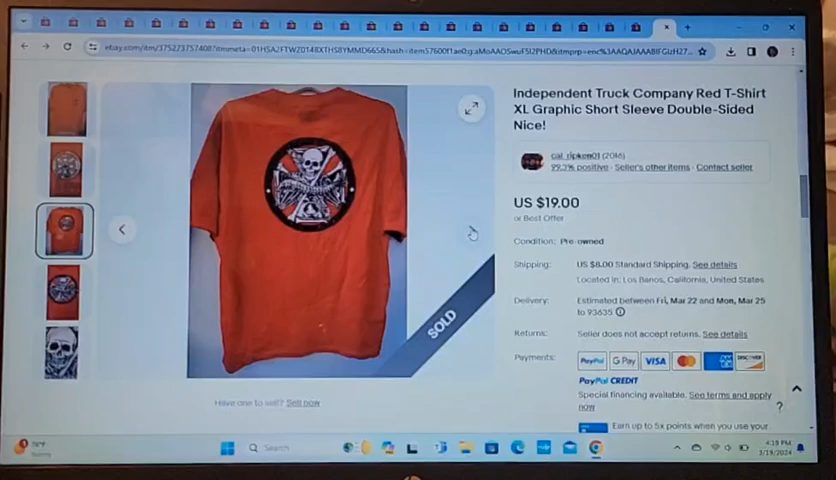 Independent Truck Company Red T-Shirt
XL Graphic Short Sleeve Double-Sided
Nice!
cal_ripken01 (2016)
99.3% positive · Seller's other items · Contact seller
US $19.00
or Best Offer
Condition: Pre-owned
Shipping: US $8.00 Standard Shipping. See details
Located in: Los Banos, California, United States
Delivery: Estimated between Fri, Mar 22 and Mon, Mar 25
to 93635
Returns: Seller does not accept returns. See details
Payments: PayPal G Pay VISA DISCOVER
PayPal CREDIT
Special financing available. See terms and apply
now
Earn up to 5x points when you use your
SOLD
Have one to sell? Sell now
Search
4:19 PM
3/19/2024